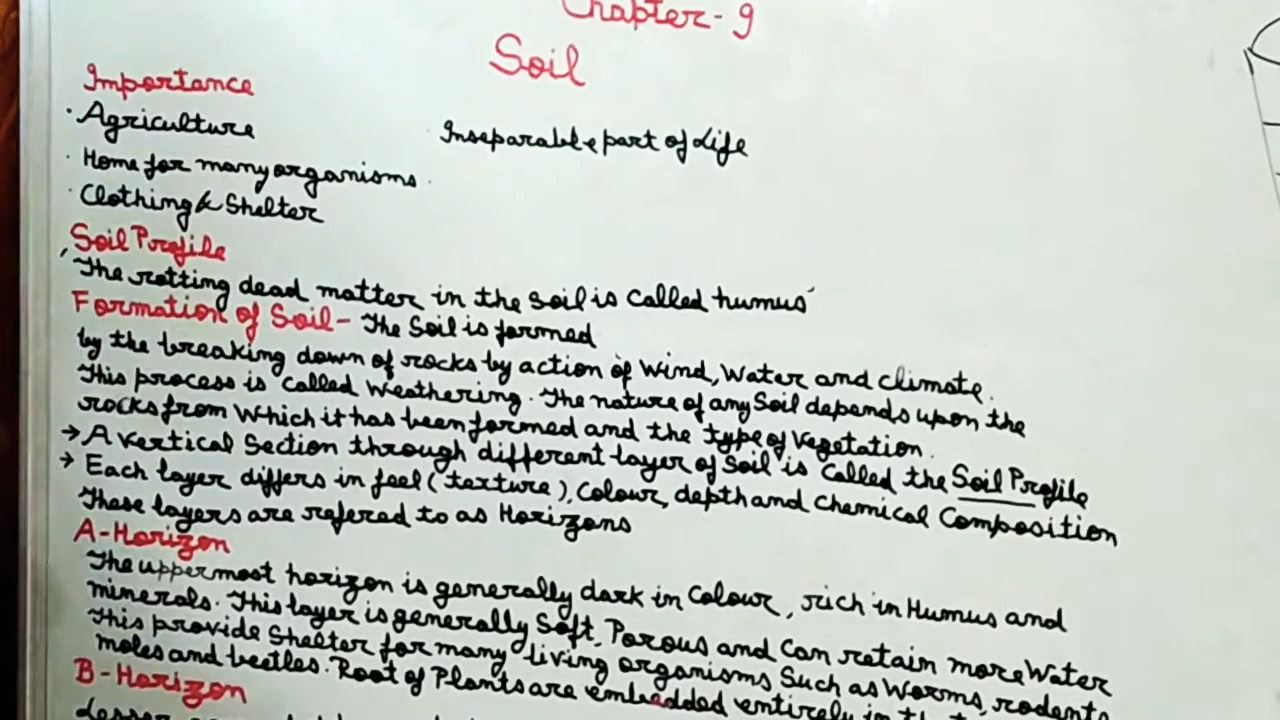 Chapter-9
Soil
Importance
· Agriculture
Inseparable part of Life
· Home for many organisms.
· Clothing & Shelter
Soil Profile
The rotting dead matter in the soil is called humus
Formation of Soil - The Soil is formed
by the breaking down of rocks by action of Wind, Water and climate.
This process is called Weathering. The nature of any Soil depends upon the
rocks from Which it has been formed and the type of Vegetation.
→ A vertical Section through different layer of Soil is called the Soil Profile
→ Each layer differs in feel (texture), Colour, depth and Chemical Composition
These layers are refered to as Horizons
A-Horizon
The uppermost horizon is generally dark in Colour, rich in Humus and
minerals. This layer is generally Soft, Porous and Can retain more Water
This provide Shelter for many living organisms Such as Worms, rodents
moles and beetles. Root of Plants are embedded entirely in
B-Horizon
Lesser